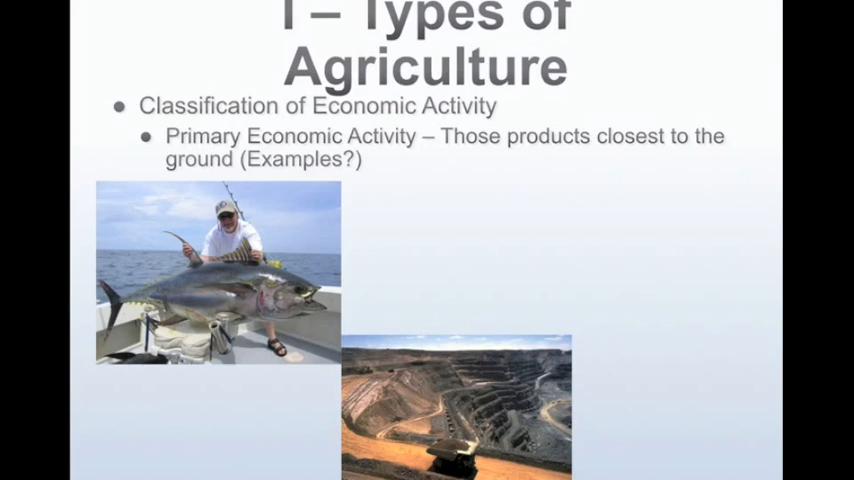 I – Types of
Agriculture
Classification of Economic Activity
Primary Economic Activity – Those products closest to the
ground (Examples?)